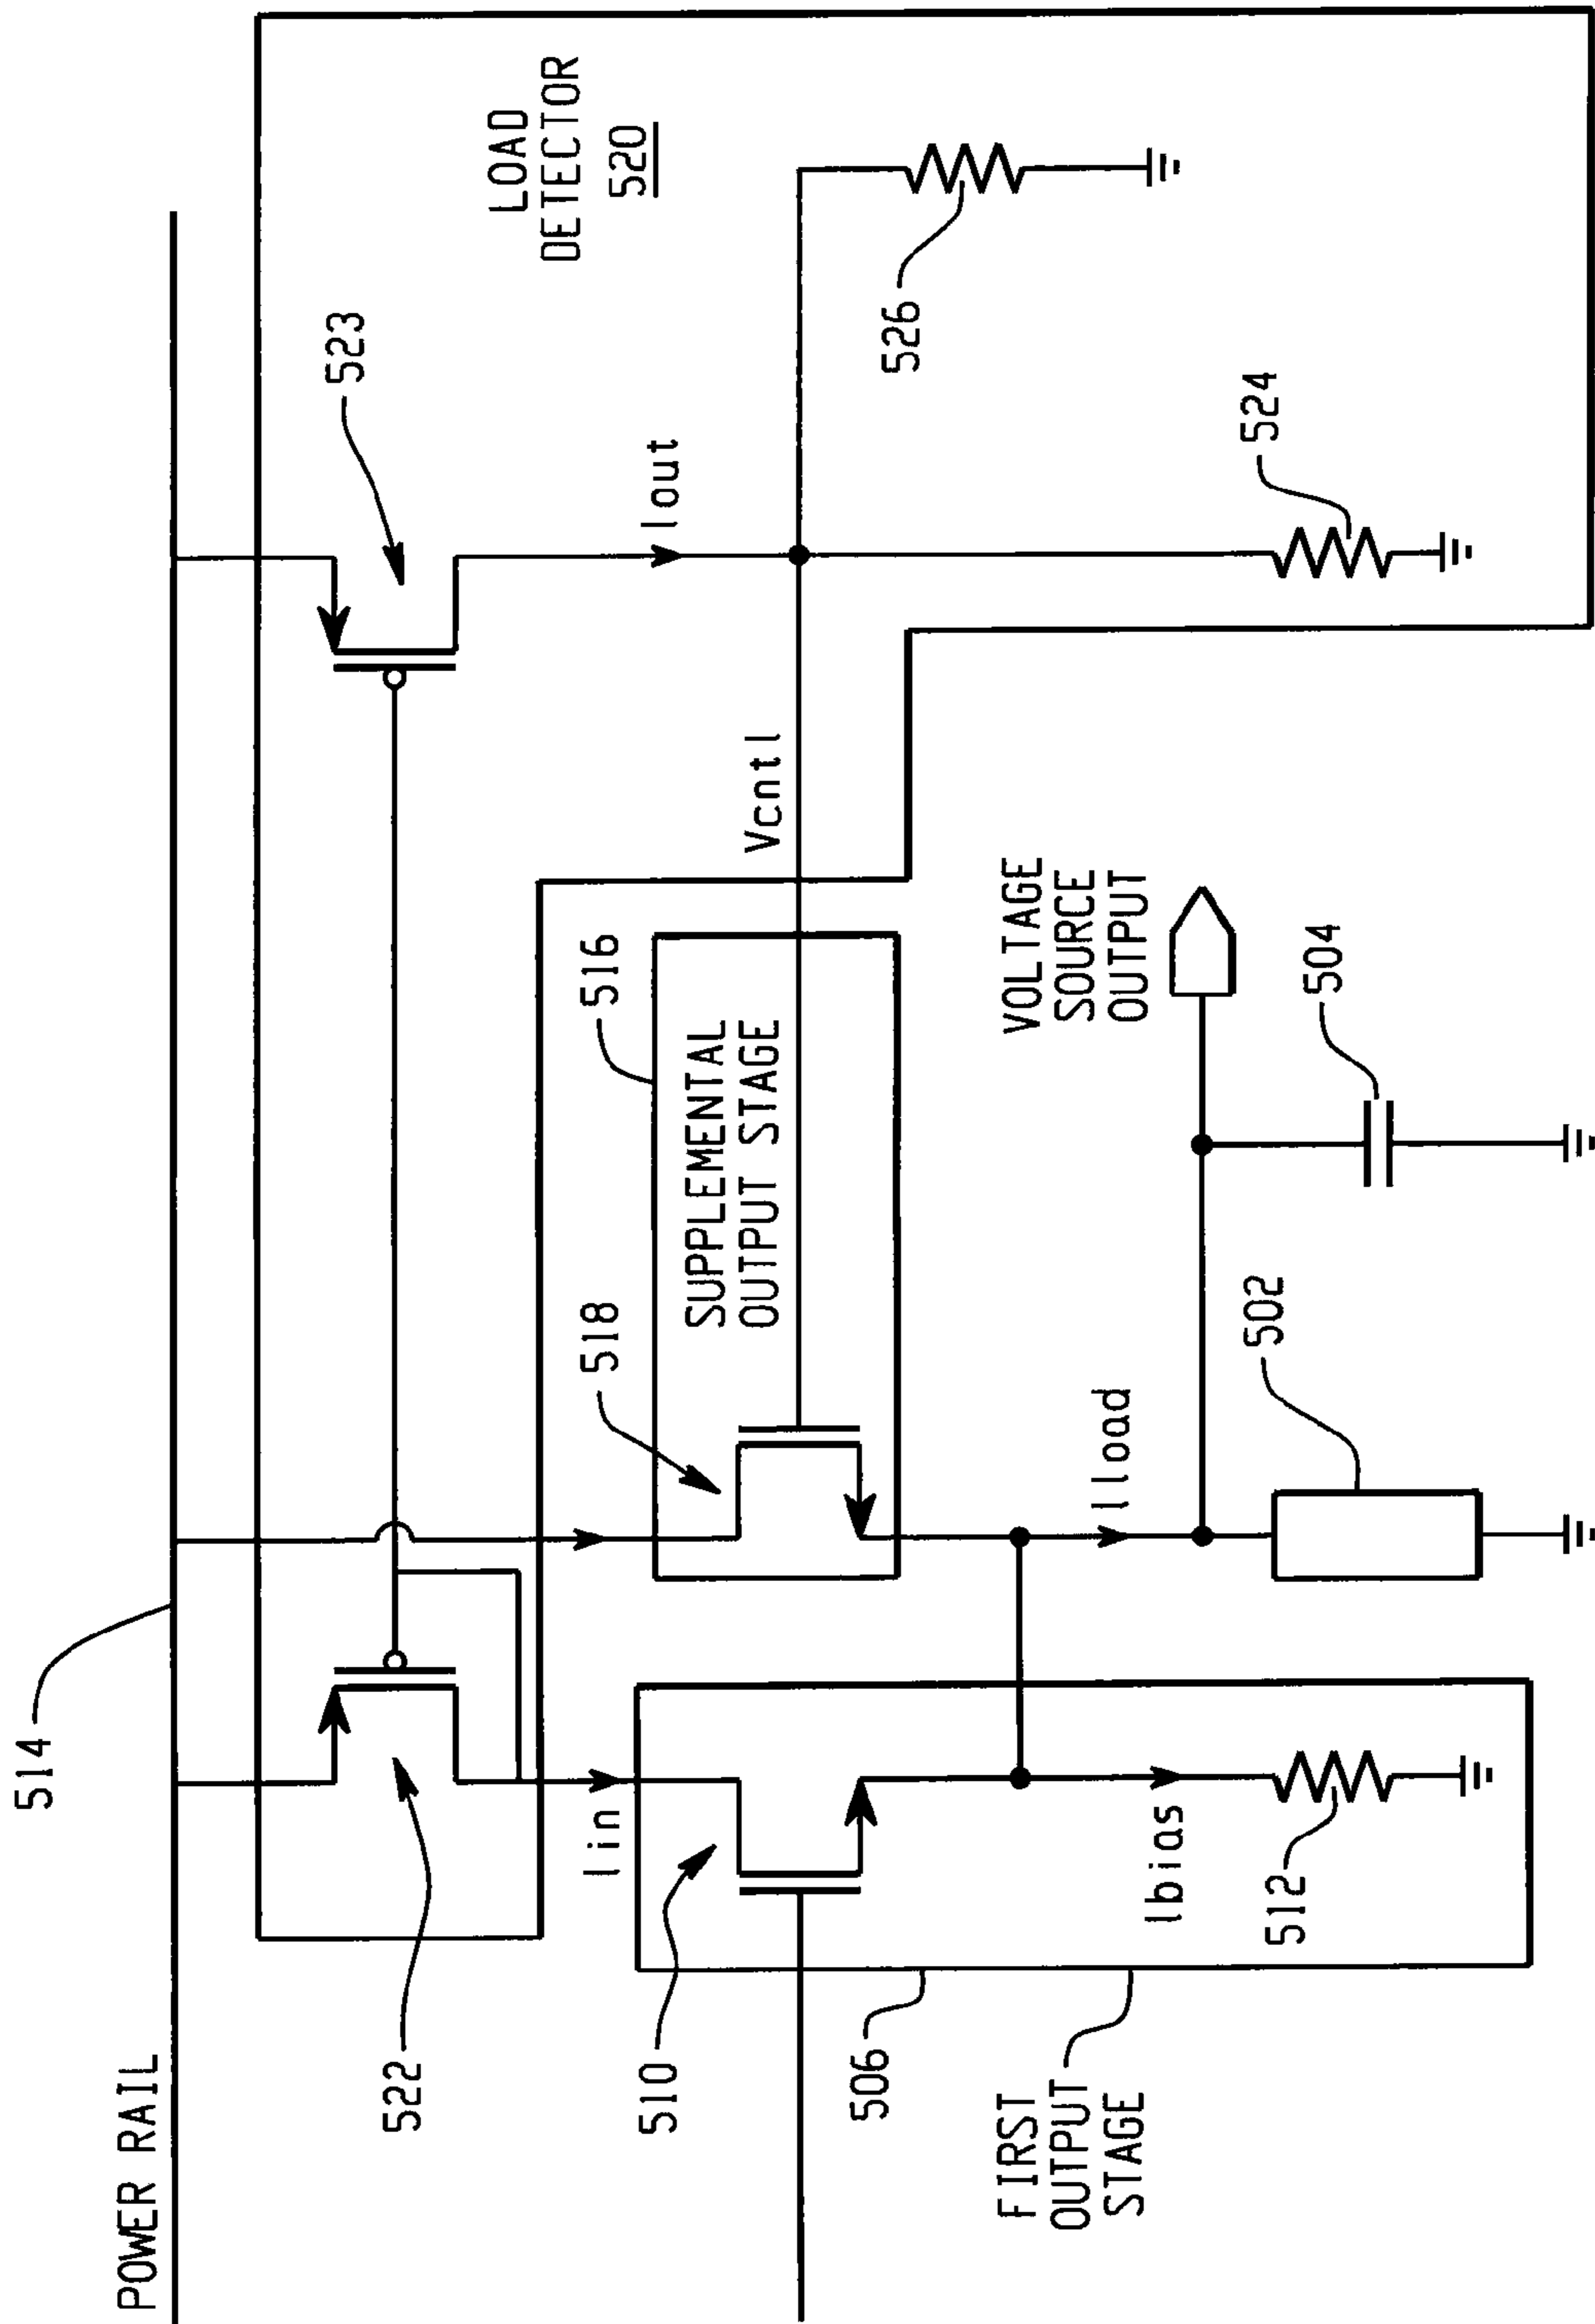 514
POWER RAIL
LOAD
DETECTOR
520
522
523
Iin
518
516
Iout
510
SUPPLEMENTAL
OUTPUT STAGE
Vcntl
526
506
FIRST
OUTPUT
STAGE
Ibias
512
Iload
VOLTAGE
SOURCE
OUTPUT
502
504
524